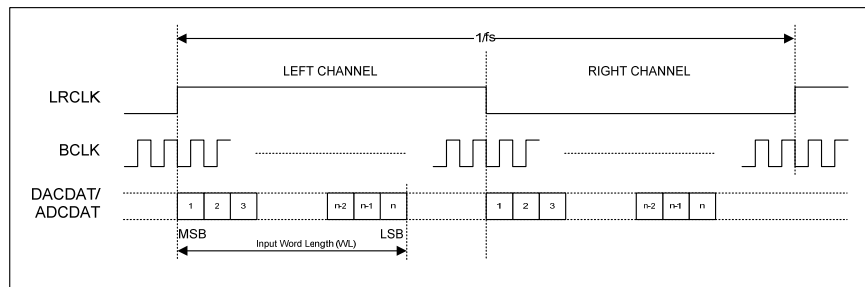 1/fs
LEFT CHANNEL RIGHT CHANNEL
LRCLK
BCLK
DACDAT/
ADCDAT
1 2 3 n-2 n-1 n 1 2 3 n-2 n-1 n
MSB LSB
Input Word Length (WL)